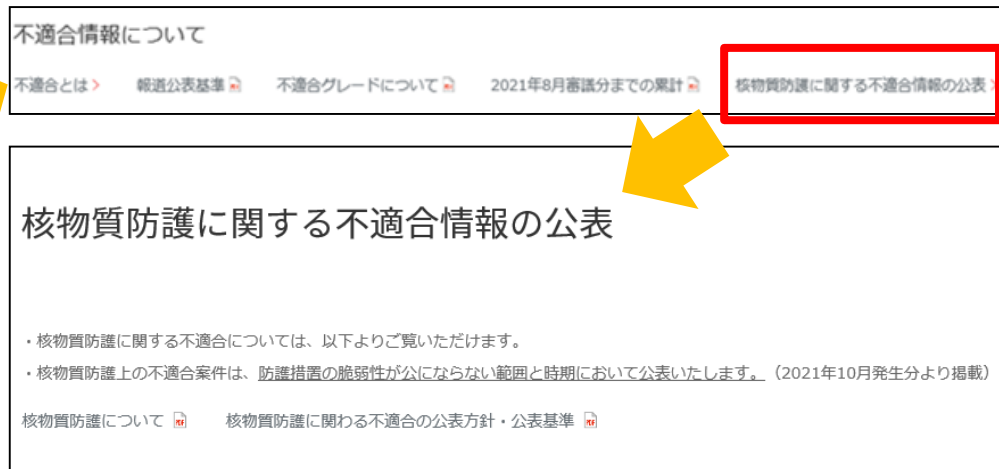 不適合情報について
不適合とは> 報道公表基準 不適合グレードについて 2021年8月審議分までの累計 核物質防護に関する不適合情報の公表>
核物質防護に関する不適合情報の公表
・核物質防護に関する不適合については、以下よりご覧いただけます。
・核物質防護上の不適合案件は、防護措置の脆弱性が公にならない範囲と時期において公表いたします。（2021年10月発生分より掲載）
核物質防護について PDF 核物質防護に関わる不適合の公表方針・公表基準 PDF